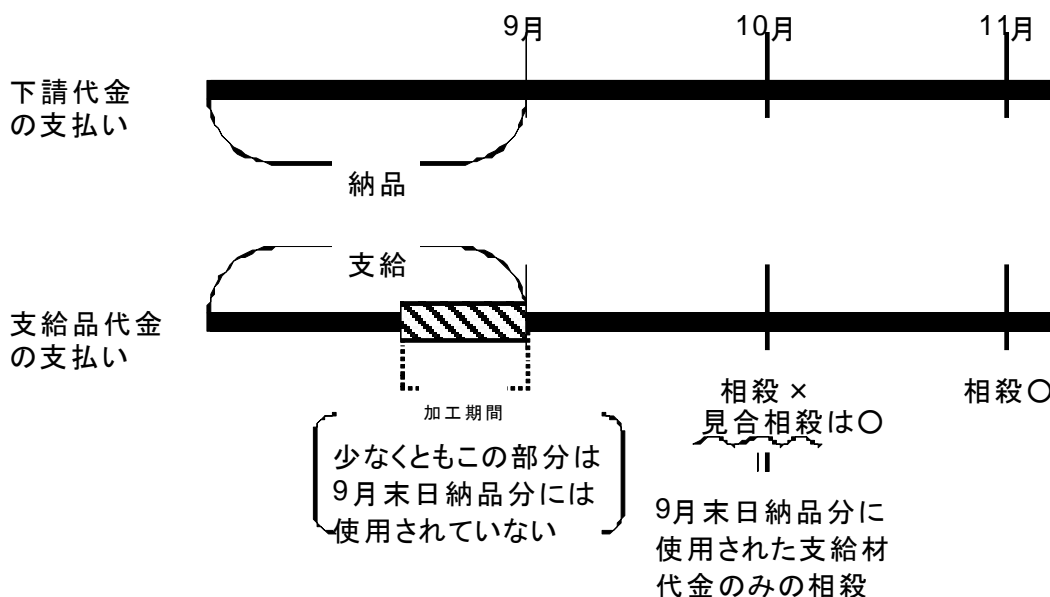 9月 10月 11月
下請代金
の支払い
納品
支給
支給品代金
の支払い
加工期間
少なくともこの部分は
9月末日納品分には
使用されていない
相殺×
見合相殺は〇
||
9月末日納品分に
使用された支給材
代金のみの相殺
相殺〇